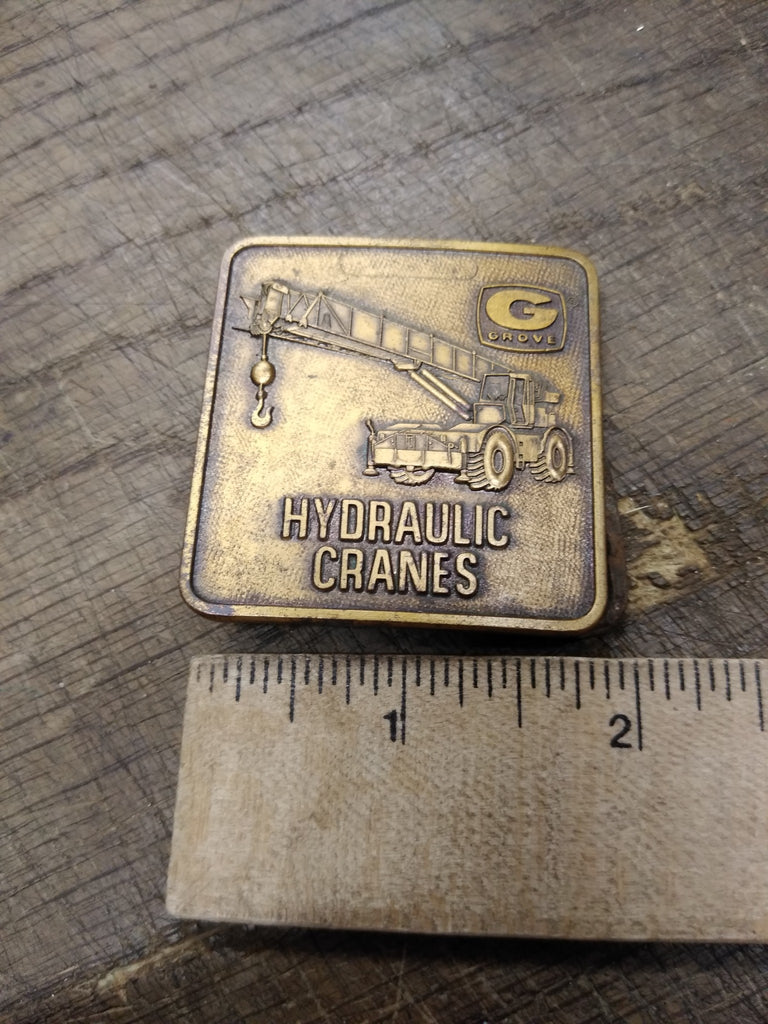 G
GROVE
HYDRAULIC
CRANES
1 2